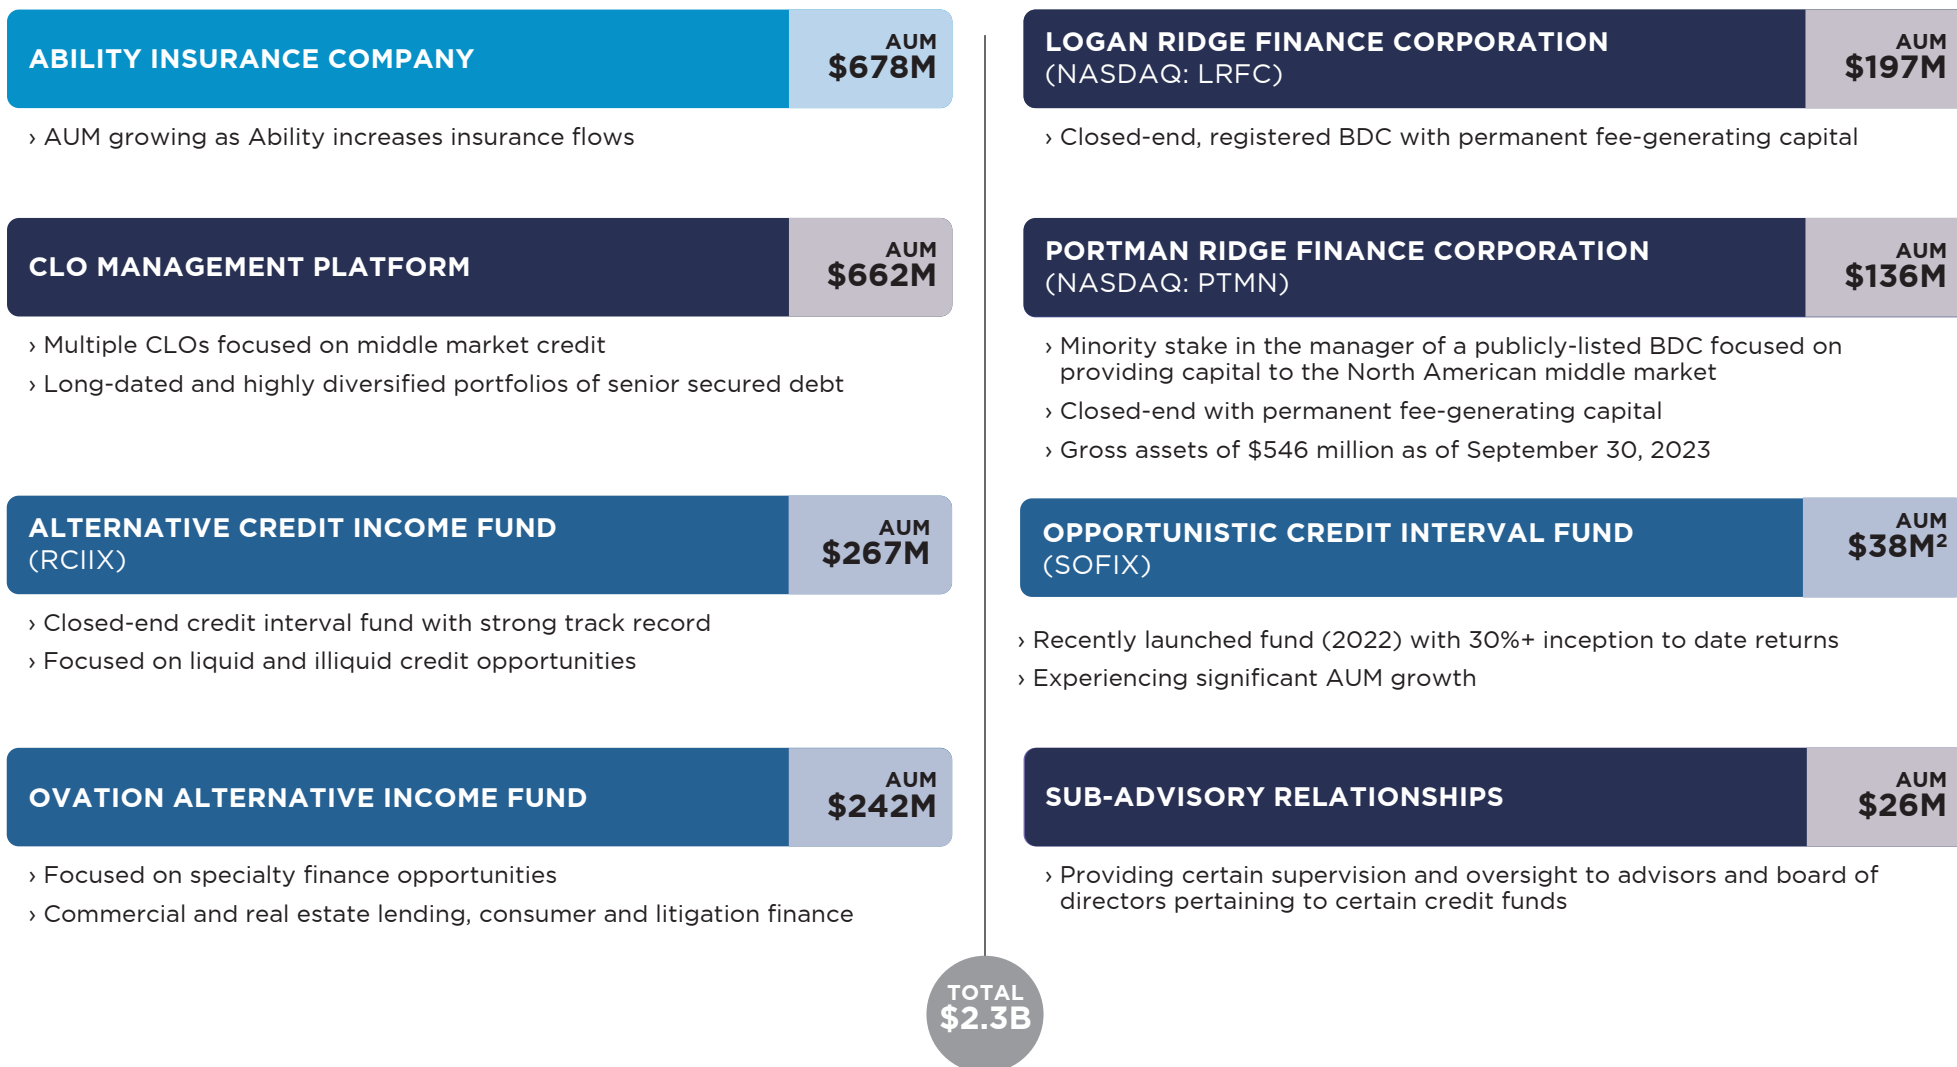 ABILITY INSURANCE COMPANY
AUM
$678M
› AUM growing as Ability increases insurance flows
CLO MANAGEMENT PLATFORM
AUM
$662M
› Multiple CLOs focused on middle market credit
› Long-dated and highly diversified portfolios of senior secured debt
ALTERNATIVE CREDIT INCOME FUND
(RCIIX)
AUM
$267M
› Closed-end credit interval fund with strong track record
› Focused on liquid and illiquid credit opportunities
OVATION ALTERNATIVE INCOME FUND
AUM
$242M
› Focused on specialty finance opportunities
› Commercial and real estate lending, consumer and litigation finance
LOGAN RIDGE FINANCE CORPORATION
(NASDAQ: LRFC)
AUM
$197M
› Closed-end, registered BDC with permanent fee-generating capital
PORTMAN RIDGE FINANCE CORPORATION
(NASDAQ: PTMN)
AUM
$136M
› Minority stake in the manager of a publicly-listed BDC focused on
providing capital to the North American middle market
› Closed-end with permanent fee-generating capital
› Gross assets of $546 million as of September 30, 2023
OPPORTUNISTIC CREDIT INTERVAL FUND
(SOFIX)
AUM
$38M²
› Recently launched fund (2022) with 30%+ inception to date returns
› Experiencing significant AUM growth
SUB-ADVISORY RELATIONSHIPS
AUM
$26M
› Providing certain supervision and oversight to advisors and board of
directors pertaining to certain credit funds
TOTAL
$2.3B